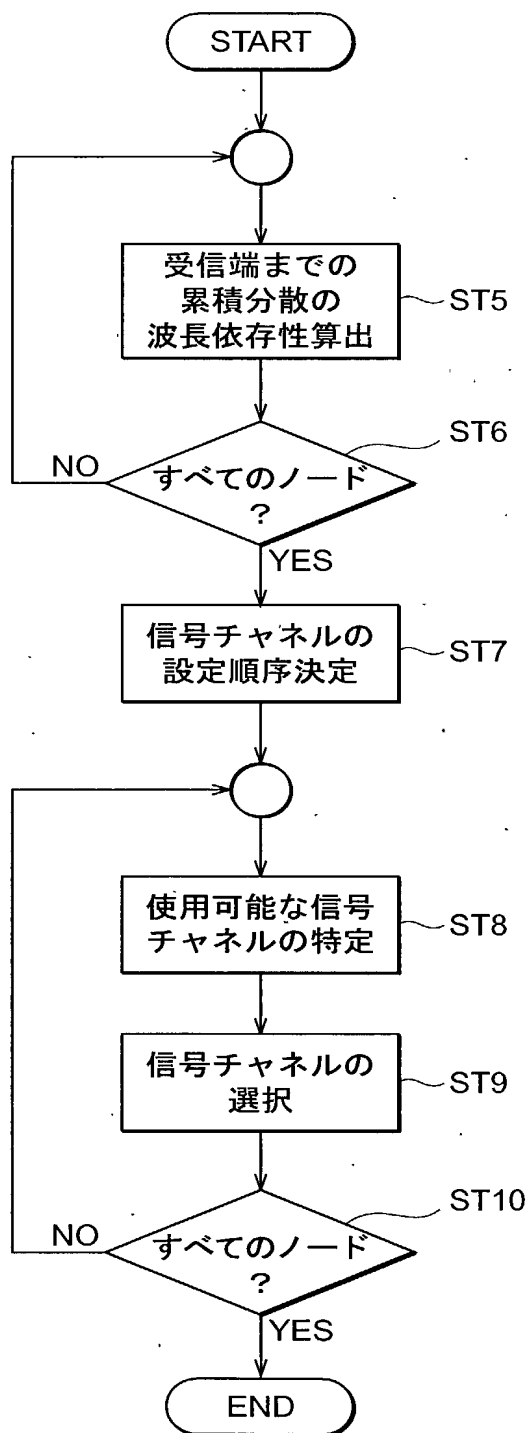 START
受信端までの
累積分散の
波長依存性算出
ST5
ST6
すべてのノード
?
NO
YES
信号チャネルの
設定順序決定
ST7
使用可能な信号
チャネルの特定
ST8
信号チャネルの
選択
ST9
ST10
すべてのノード
?
NO
YES
END